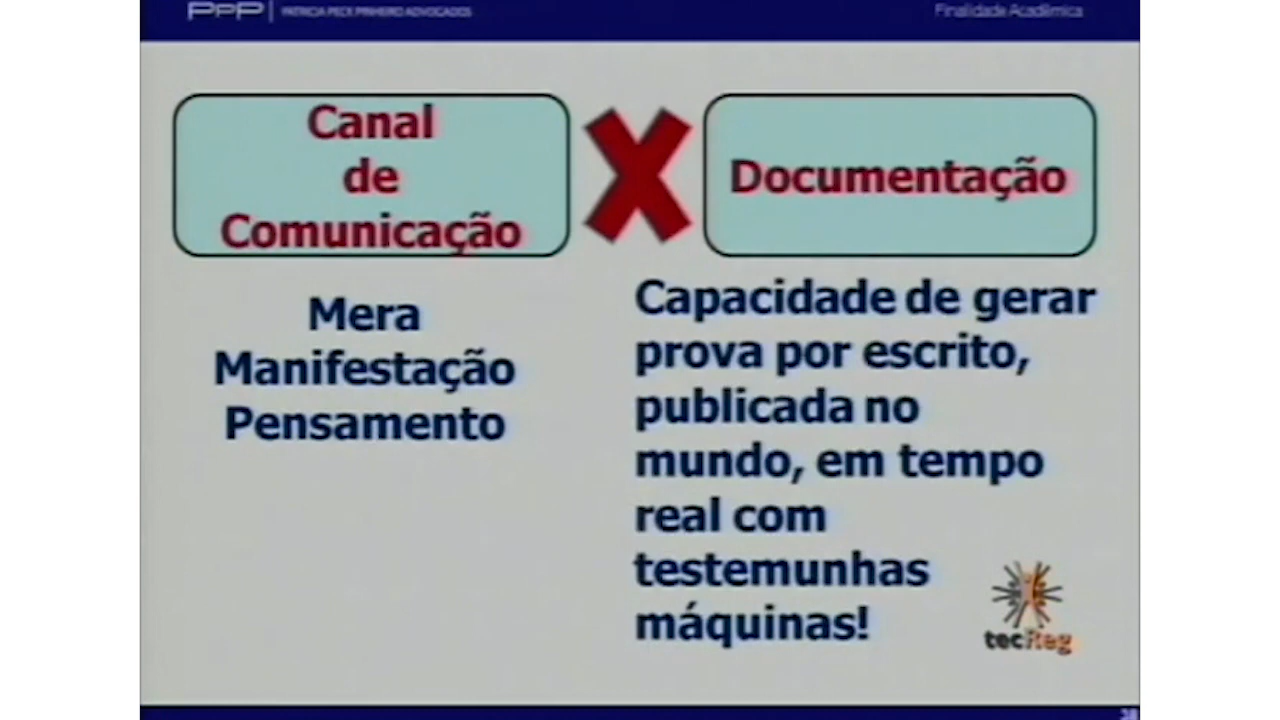 PPP PATRICIA PECK PINHEIRO ADVOGADOS
Finalidade Acadêmica
Canal
de
Comunicação
Documentação
Mera
Manifestação
Pensamento
Capacidade de gerar
prova por escrito,
publicada no
mundo, em tempo
real com
testemunhas
máquinas!
tecReg